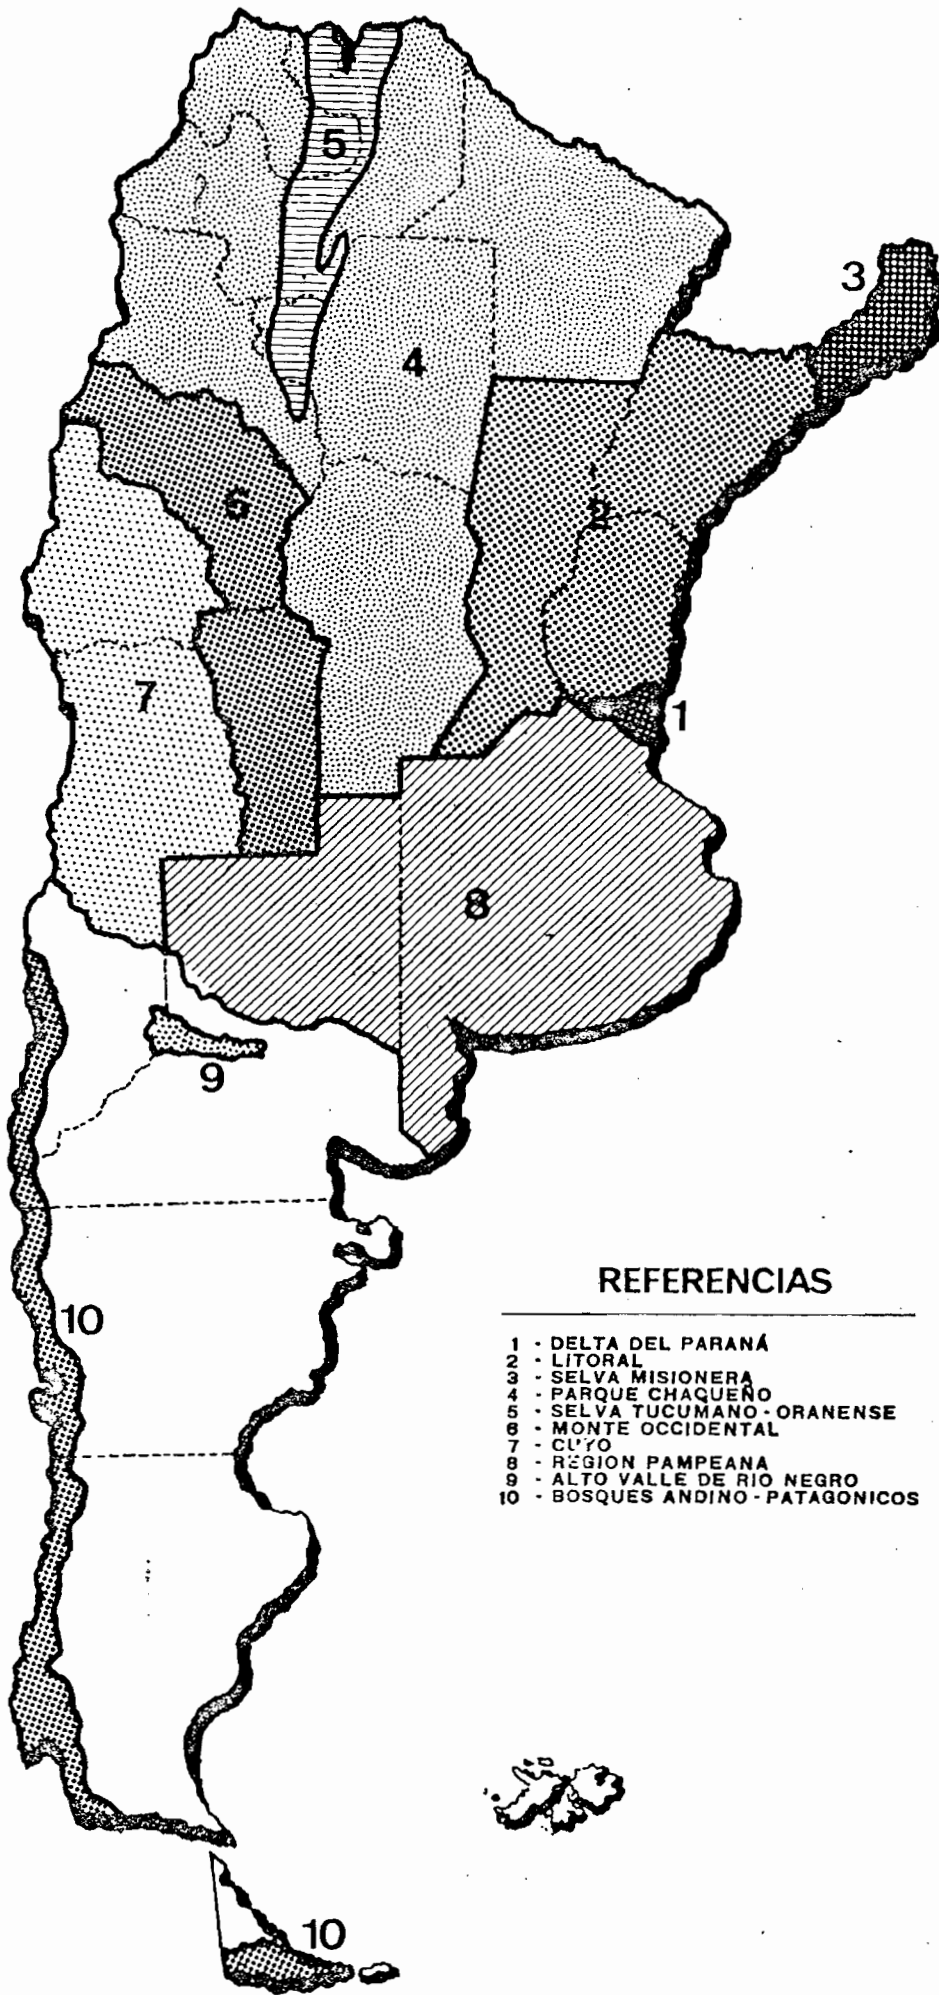 5
3
4
6
2
7
1
8
9
10
REFERENCIAS
1 - DELTA DEL PARANÁ
2 - LITORAL
3 - SELVA MISIONERA
4 - PARQUE CHAQUEÑO
5 - SELVA TUCUMANO - ORANENSE
6 - MONTE OCCIDENTAL
7 - CUYO
8 - REGION PAMPEANA
9 - ALTO VALLE DE RIO NEGRO
10 - BOSQUES ANDINO - PATAGONICOS
10